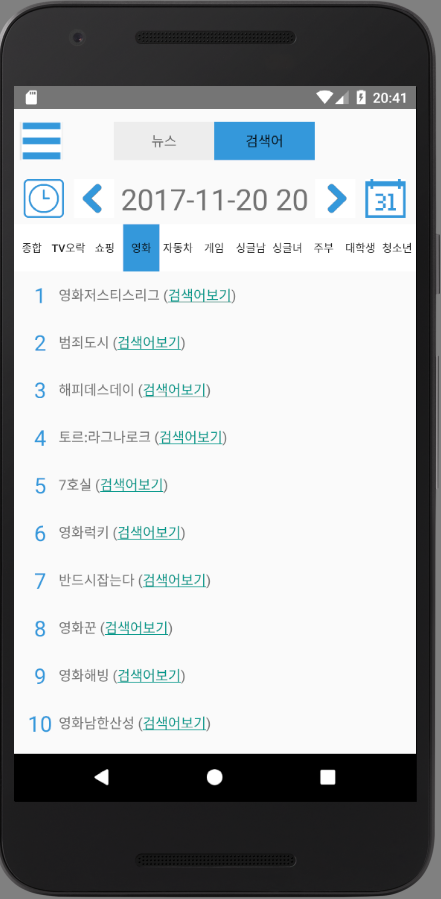 20:41
뉴스 검색어
2017-11-20 20 31
종합 TV오락 쇼핑 영화 자동차 게임 싱글남 싱글녀 주부 대학생 청소년
1 영화저스티스리그 (검색어보기)
2 범죄도시 (검색어보기)
3 해피데스데이 (검색어보기)
4 토르:라그나로크 (검색어보기)
5 7호실 (검색어보기)
6 영화럭키 (검색어보기)
7 반드시잡는다 (검색어보기)
8 영화꾼 (검색어보기)
9 영화해빙 (검색어보기)
10 영화남한산성 (검색어보기)